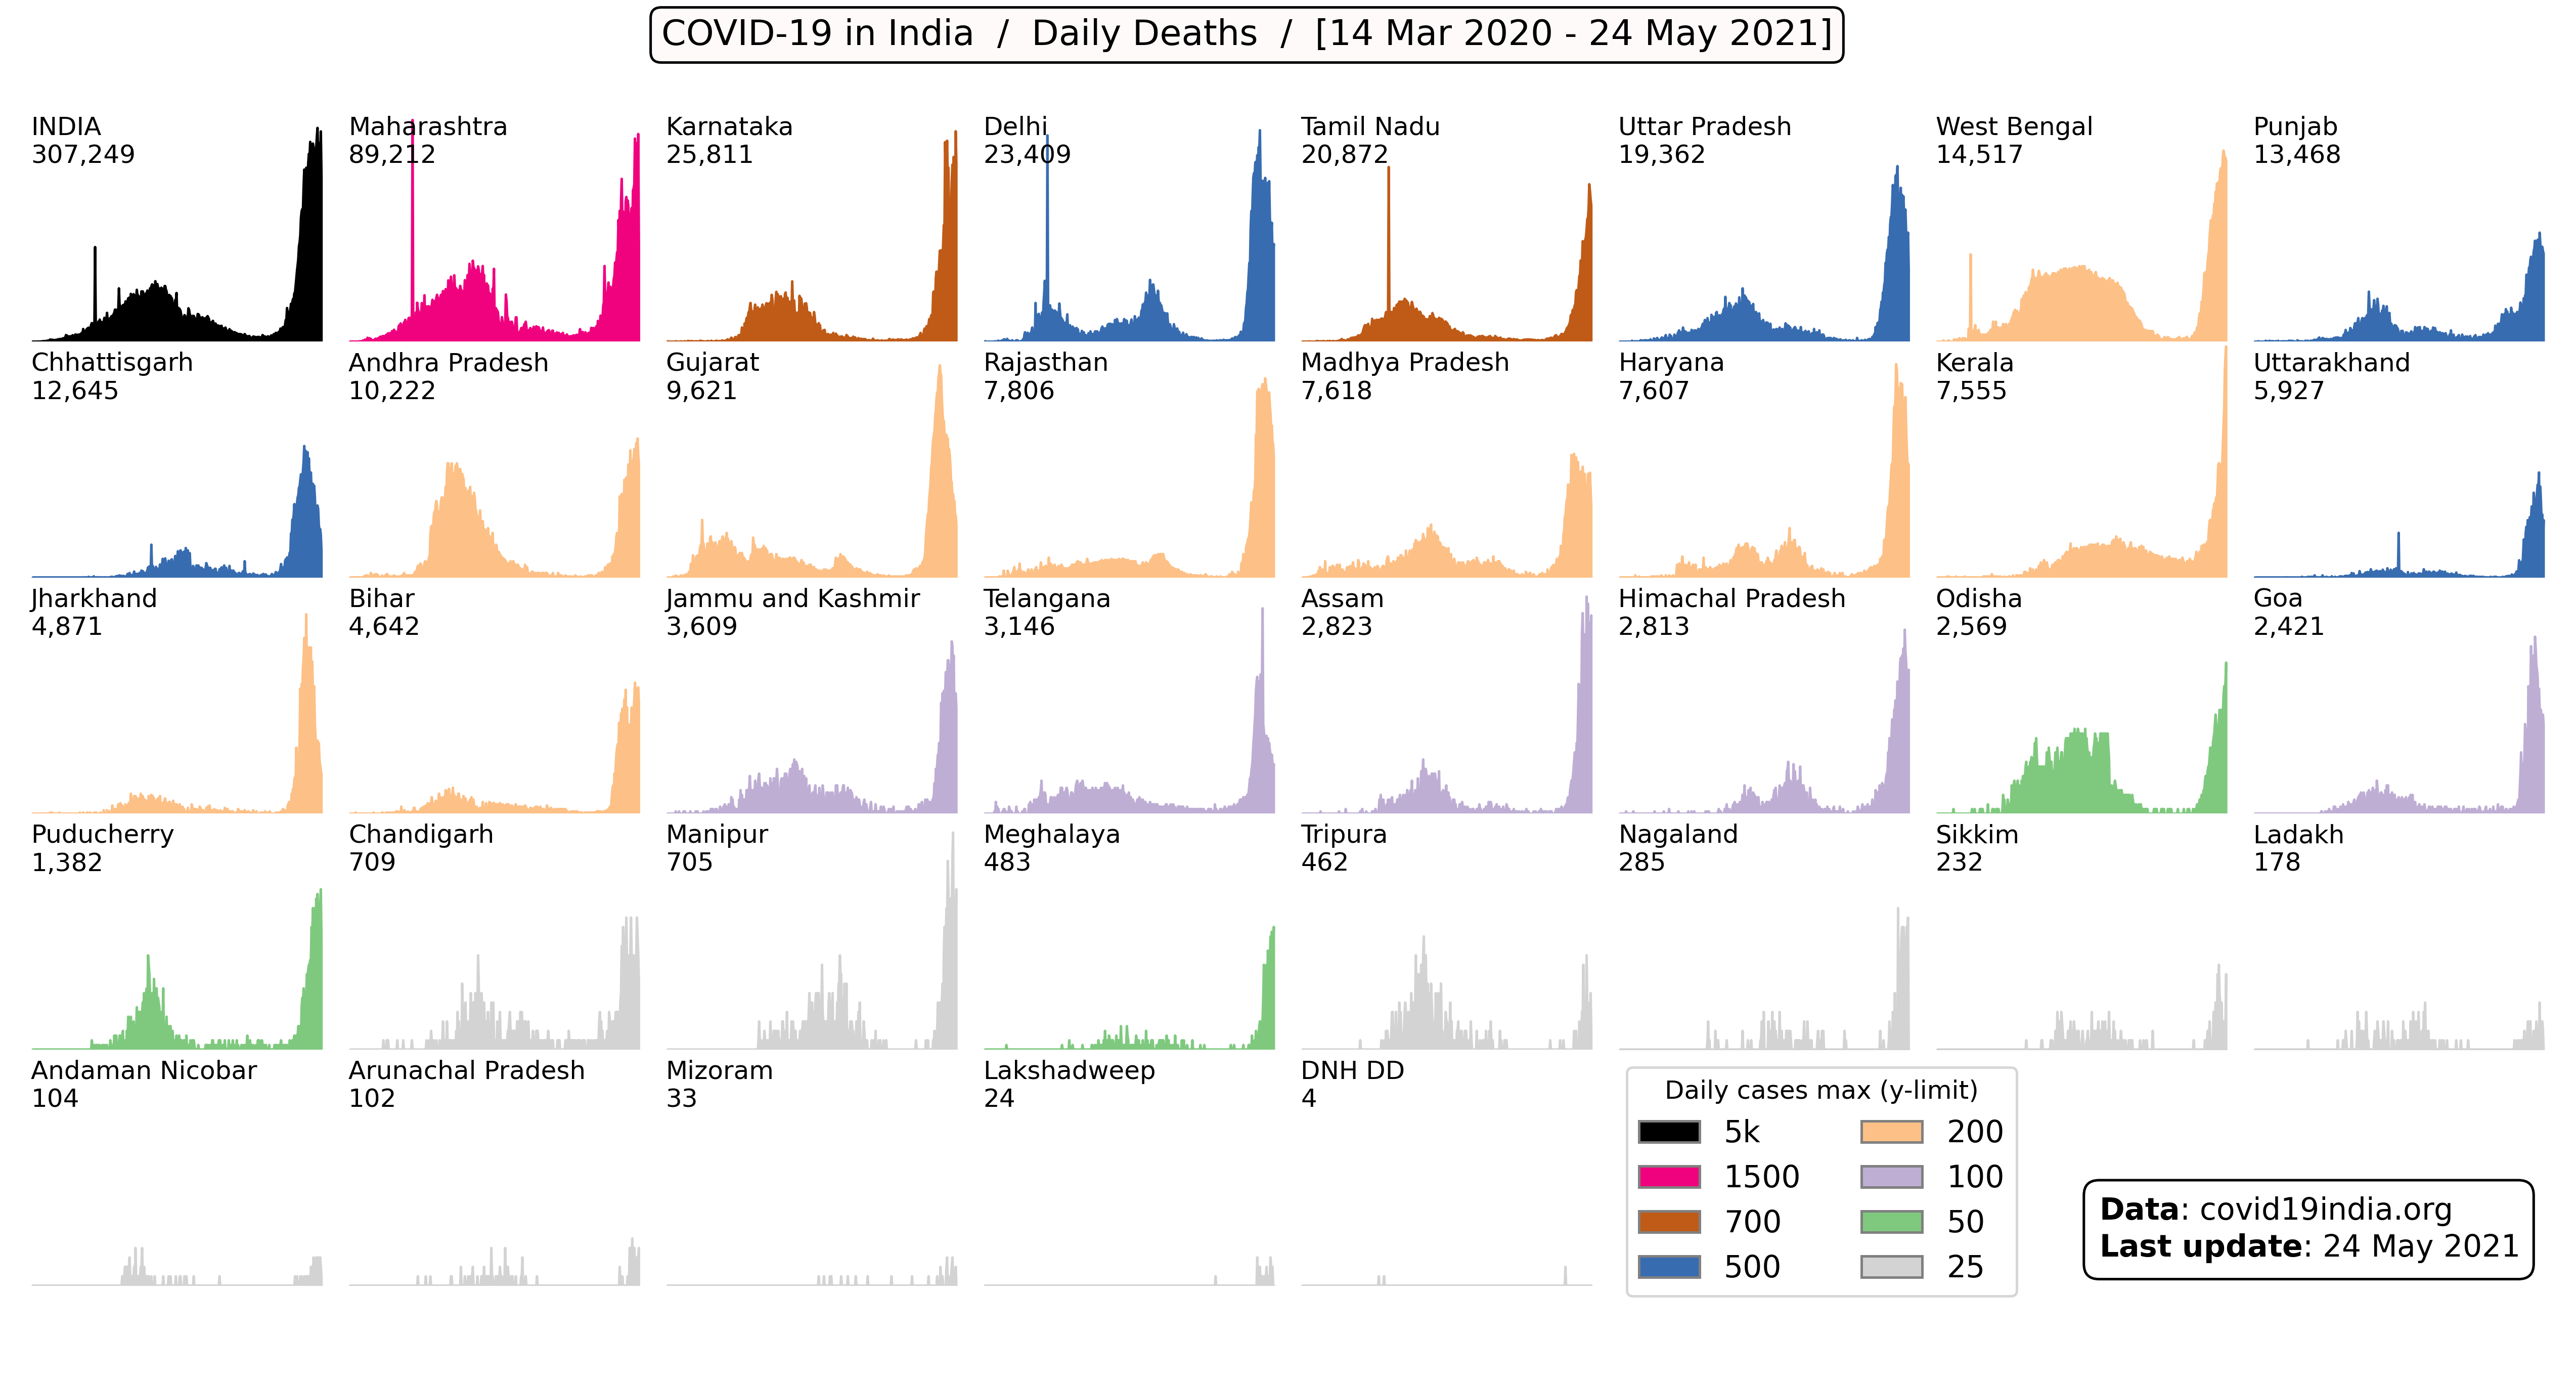 COVID-19 in India / Daily Deaths / [14 Mar 2020 - 24 May 2021]
INDIA
307,249
Maharashtra
89,212
Karnataka
25,811
Delhi
23,409
Tamil Nadu
20,872
Uttar Pradesh
19,362
West Bengal
14,517
Punjab
13,468
Chhattisgarh
12,645
Andhra Pradesh
10,222
Gujarat
9,621
Rajasthan
7,806
Madhya Pradesh
7,618
Haryana
7,607
Kerala
7,555
Uttarakhand
5,927
Jharkhand
4,871
Bihar
4,642
Jammu and Kashmir
3,609
Telangana
3,146
Assam
2,823
Himachal Pradesh
2,813
Odisha
2,569
Goa
2,421
Puducherry
1,382
Chandigarh
709
Manipur
705
Meghalaya
483
Tripura
462
Nagaland
285
Sikkim
232
Ladakh
178
Andaman Nicobar
104
Arunachal Pradesh
102
Mizoram
33
Lakshadweep
24
DNH DD
4
Daily cases max (y-limit)
5k
1500
700
500
200
100
50
25
Data: covid19india.org
Last update: 24 May 2021